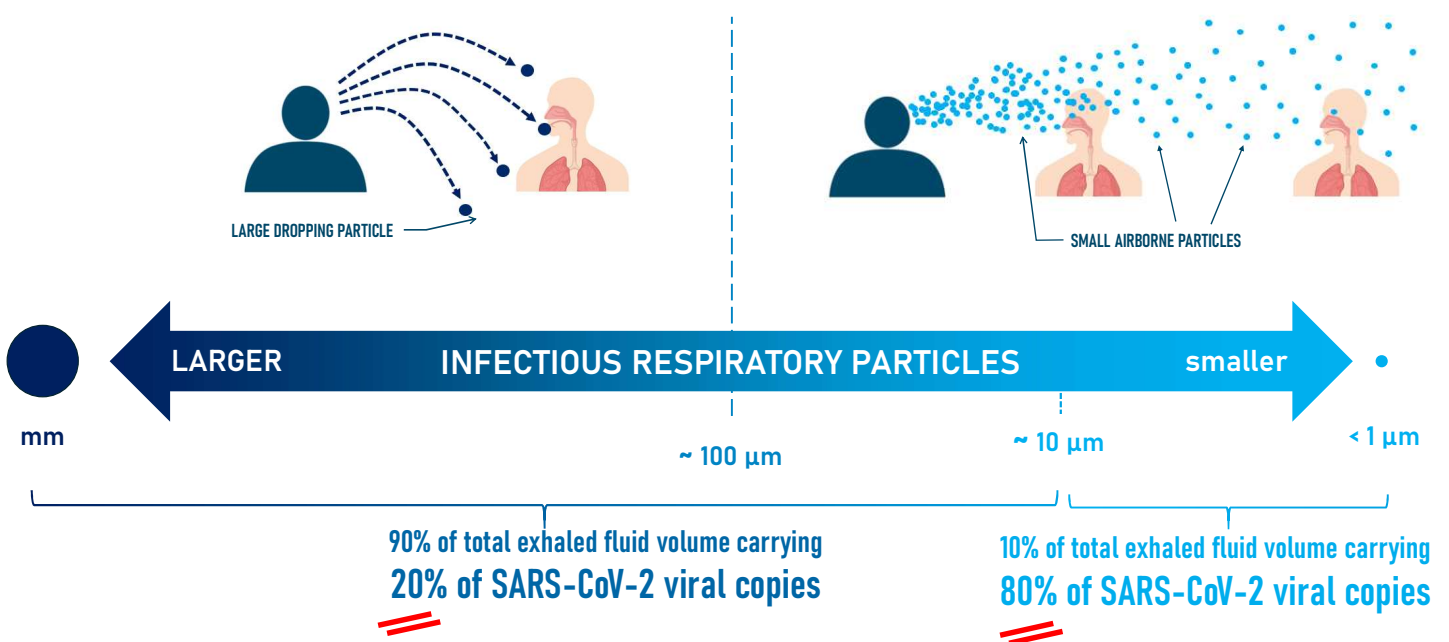 LARGE DROPPING PARTICLE
SMALL AIRBORNE PARTICLES
LARGER
INFECTIOUS RESPIRATORY PARTICLES
smaller
mm
~ 100 µm
~ 10 µm
< 1 µm
90% of total exhaled fluid volume carrying
20% of SARS-CoV-2 viral copies
10% of total exhaled fluid volume carrying
80% of SARS-CoV-2 viral copies